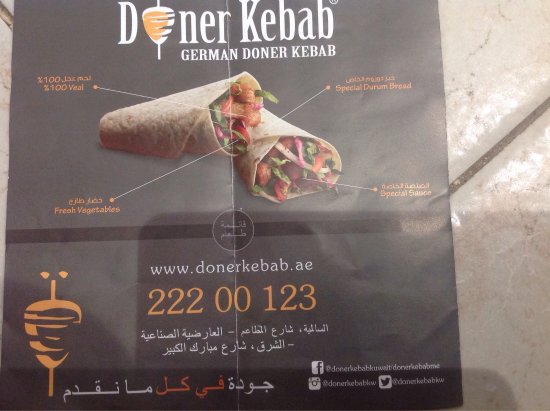 Doner Kebab®
GERMAN DONER KEBAB
لحم عجل 100%
%100 Veal
خبز دوروم الخاص
Special Durum Bread
خضار طازج
Fresh Vegetables
الصلصة الخاصة
Special Sauce
قائمة
طعام
www.donerkebab.ae
222 00 123
السالمية، شارع المطاعم - العارضية الصناعية
- الشرق، شارع مبارك الكبير
@donerkebabkuwait/donerkebabme
@donerkebabkw @donerkebabkw
جودة في كل ما نقدم